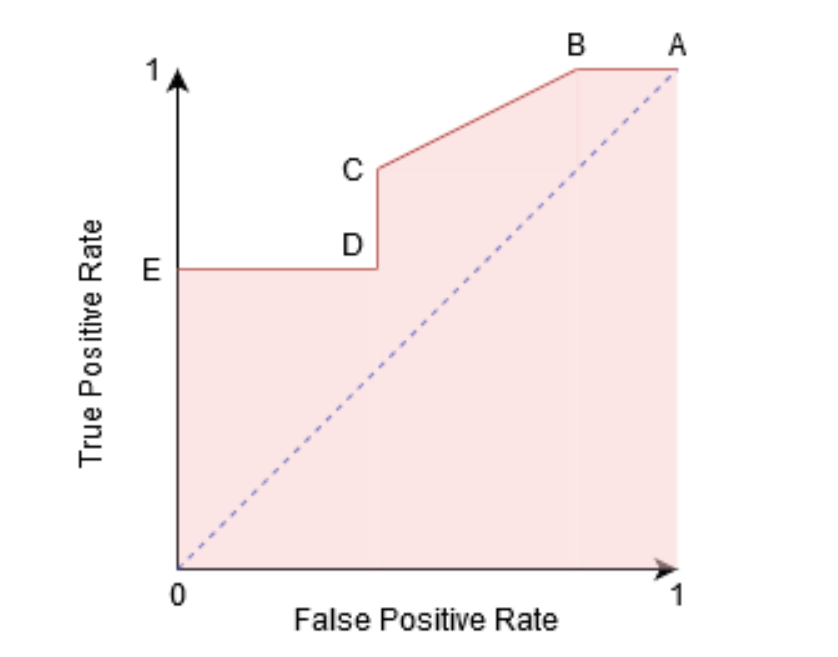 B A
1
C
D
E
True Positive Rate
0 1
False Positive Rate